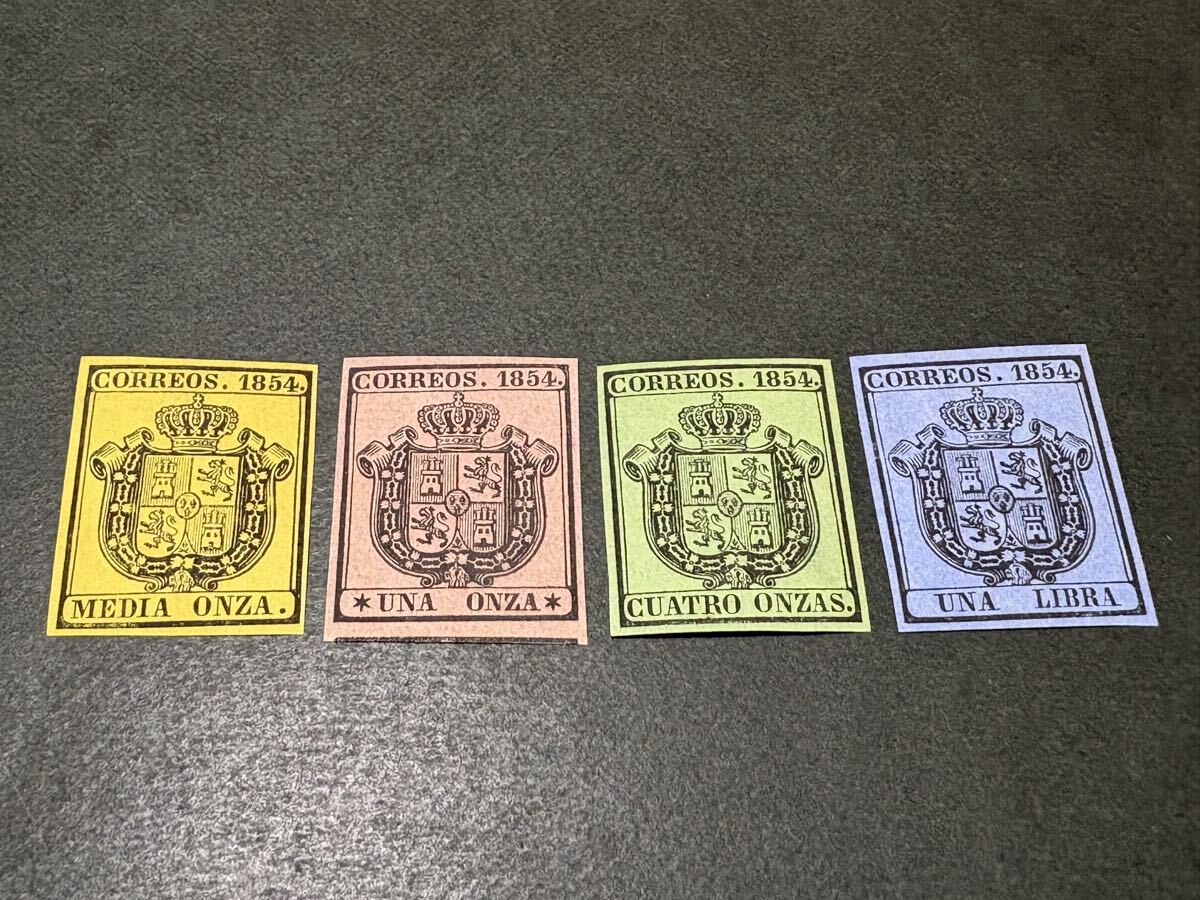 CORREOS. 1854.
MEDIA ONZA.
CORREOS. 1854.
*UNA ONZA*
CORREOS. 1854.
CUATRO ONZAS.
CORREOS. 1854.
UNA LIBRA